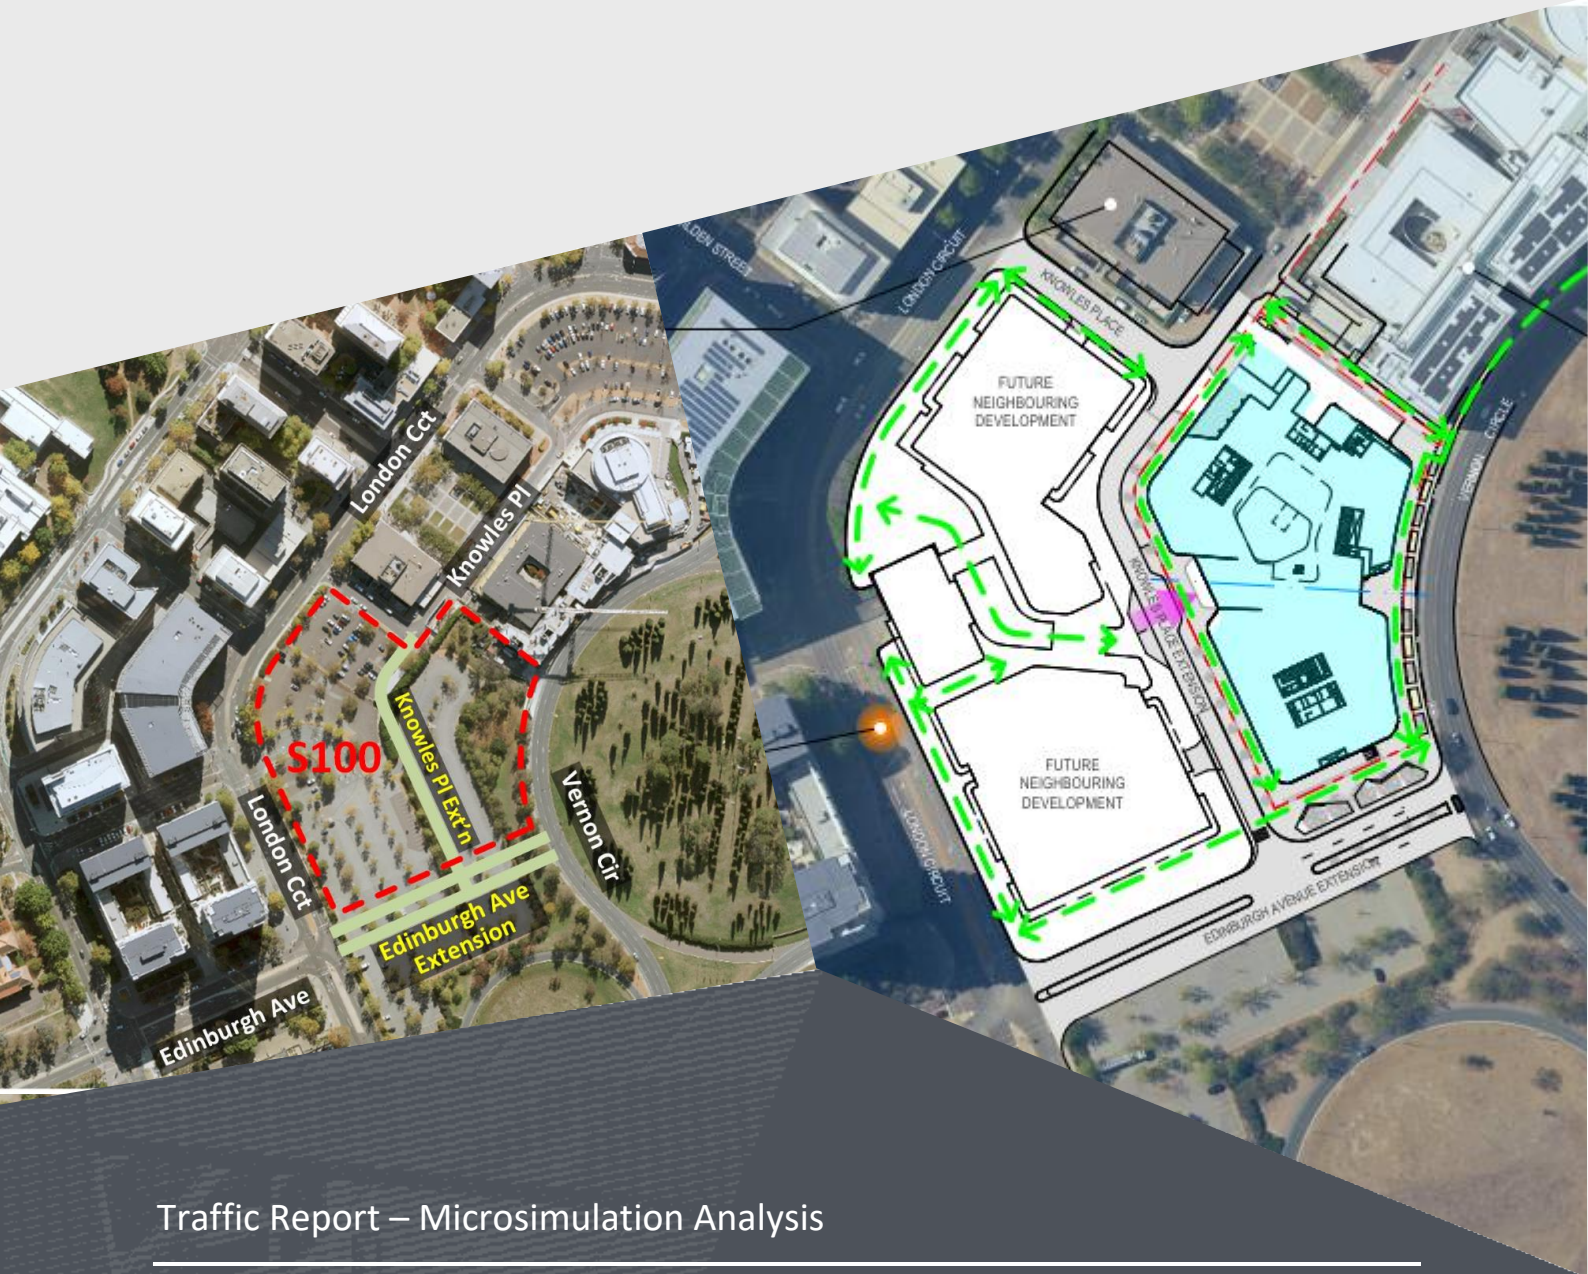 London Cct
Knowles Pl
S100
Knowles Pl Ext'n
London Cct
Vernon Cir
Edinburgh Ave
Extension
Edinburgh Ave
LONDON CIRCUIT
KNOWLES PLACE
FUTURE
NEIGHBOURING
DEVELOPMENT
VERNON CIRCLE
KNOWLES PLACE EXTENSION
FUTURE
NEIGHBOURING
DEVELOPMENT
LONDON CIRCUIT
EDINBURGH AVENUE EXTENSION
Traffic Report – Microsimulation Analysis